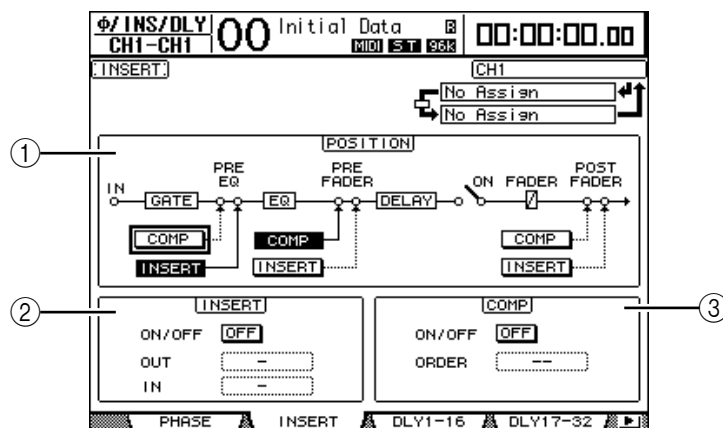 φ/ INS/DLY
CH1-CH1
00
Initial Data
MIDI ST 96k
00:00:00.00
INSERT
CH1
No Assign
No Assign
POSITION
IN
GATE
PRE EQ
EQ
PRE FADER
DELAY
ON
FADER
POST FADER
COMP
COMP
COMP
INSERT
INSERT
INSERT
INSERT
COMP
ON/OFF OFF
ON/OFF OFF
OUT -
ORDER --
IN -
PHASE
INSERT
DLY1-16
DLY17-32
1
2
3